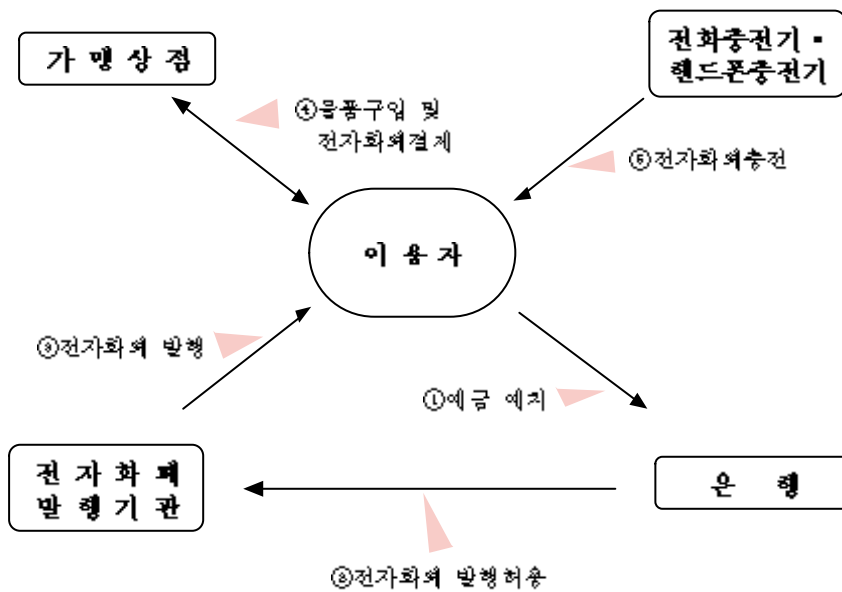 가 맹 상 점
전화충전기 ·
핸드폰충전기
④물품구입 및
전자화폐결제
⑤전자화폐충전
이 용 자
③전자화폐 발행
①예금 예치
전 자 화 폐
발 행 기 관
은 행
②전자화폐 발행허용